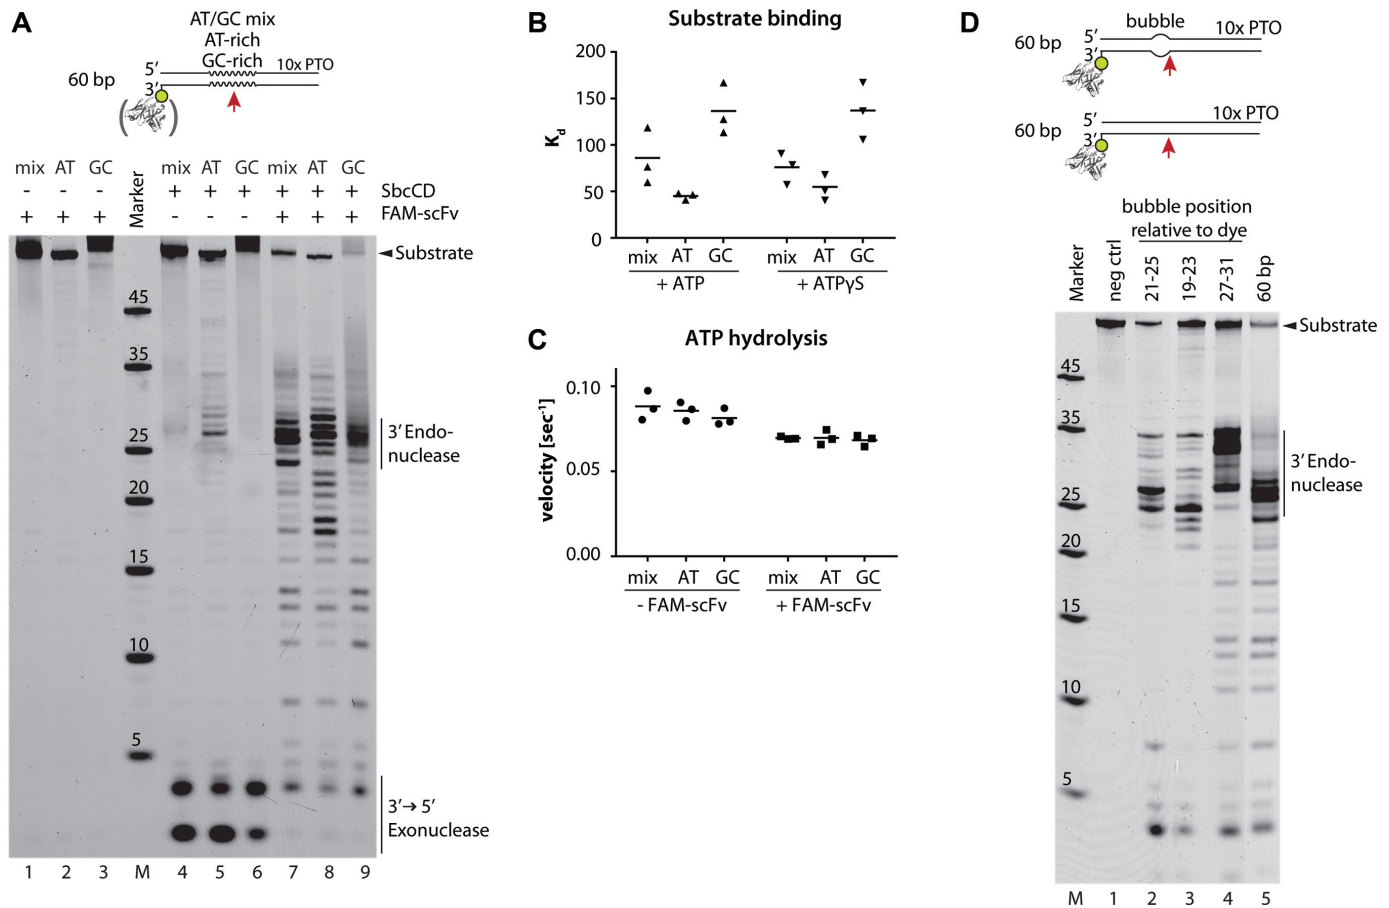 A
AT/GC mix
AT-rich
GC-rich
5′
10x PTO
60 bp
3′
mix AT GC Marker mix AT GC mix AT GC
- - - + + + + + + SbcCD
+ + + - - - + + + FAM-scFv
Substrate
45
35
25
20
15
10
5
3′ Endo-
nuclease
3′→ 5′
Exonuclease
1 2 3 M 4 5 6 7 8 9
B
Substrate binding
Kd
200
150
100
50
0
mix AT GC mix AT GC
+ ATP + ATPγS
C
ATP hydrolysis
velocity [sec-1]
0.10
0.05
0.00
mix AT GC mix AT GC
- FAM-scFv + FAM-scFv
D
bubble
5′
10x PTO
60 bp
3′
10x PTO
60 bp
3′
bubble position
relative to dye
Marker neg ctrl 21-25 19-23 27-31 60 bp
Substrate
45
35
25
20
15
10
5
3′ Endo-
nuclease
M 1 2 3 4 5